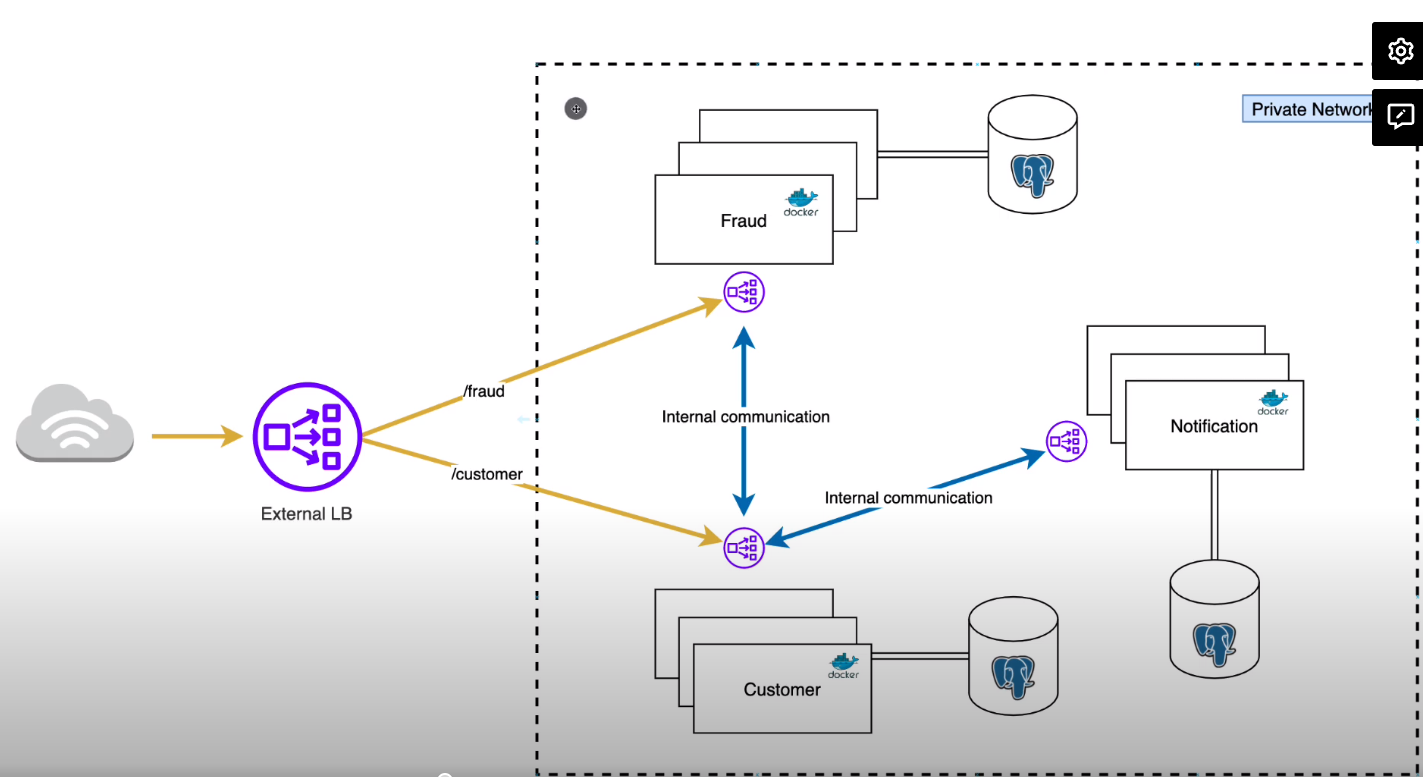 Private Network
docker
Fraud
/fraud
Internal communication
docker
Notification
/customer
Internal communication
External LB
docker
Customer